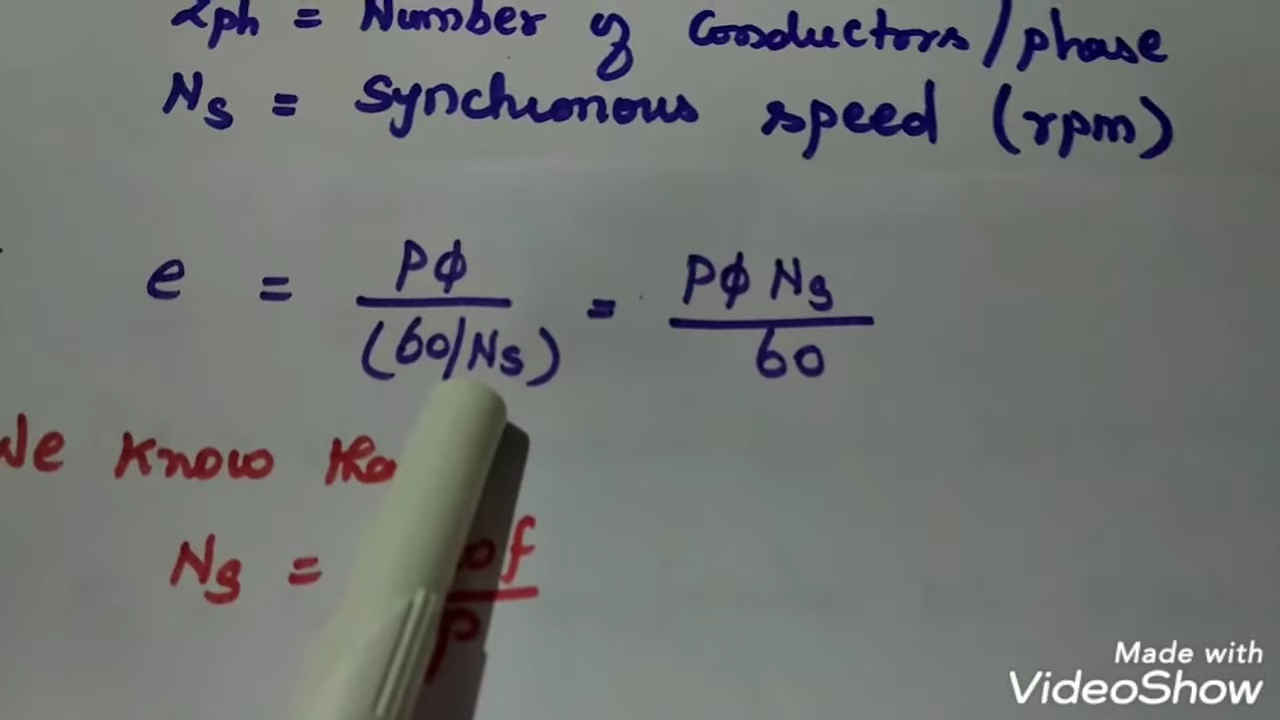 Zph = Number of Conductors/phase
Ns = Synchronous speed (rpm)
e = Pϕ / (60/Ns) = PϕNs / 60
We know
Ns = f / P
Made with
VideoShow